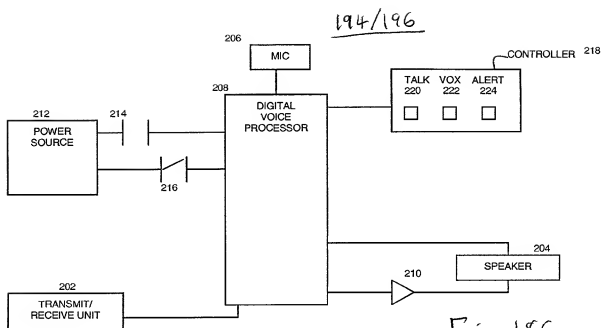 194/196
206
MIC
CONTROLLER 218
TALK VOX ALERT
220 222 224
208
DIGITAL
VOICE
PROCESSOR
212
POWER
SOURCE
214
216
204
SPEAKER
210
202
TRANSMIT/
RECEIVE UNIT